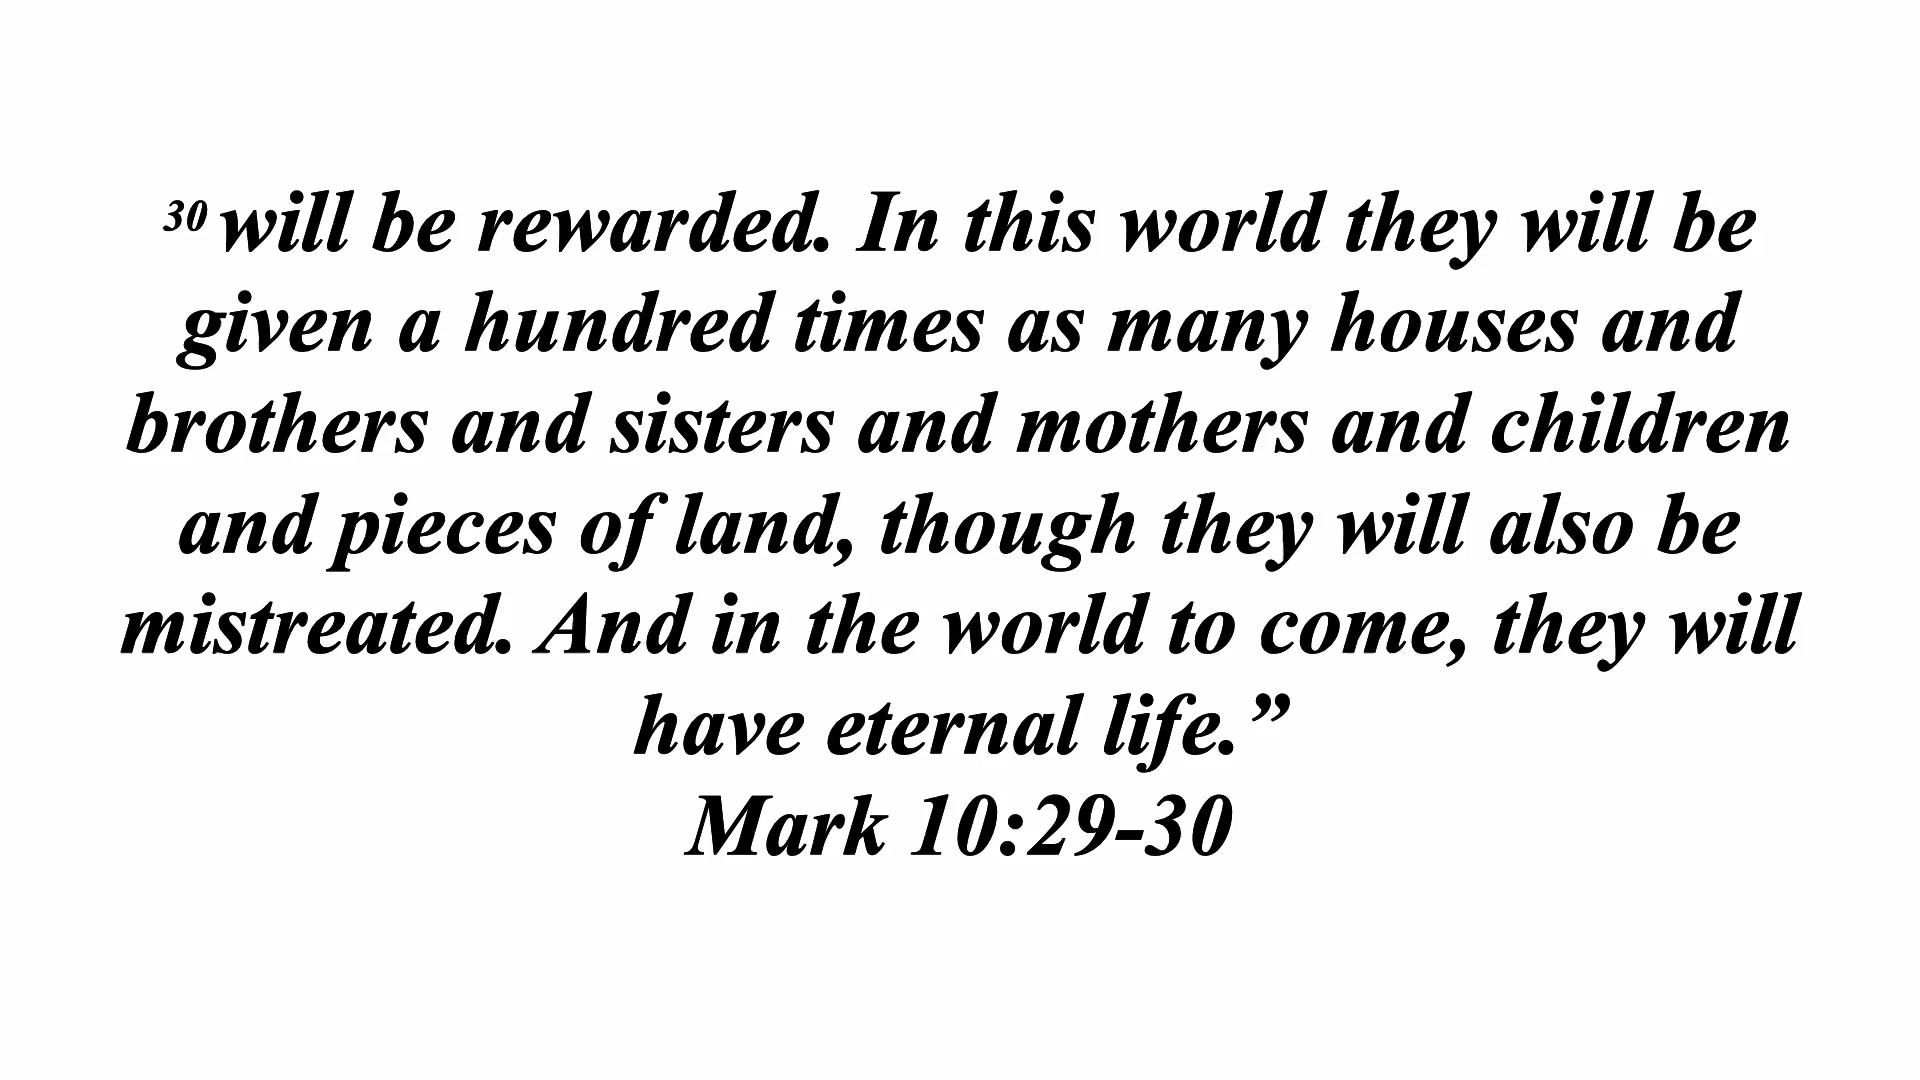 30 will be rewarded. In this world they will be
given a hundred times as many houses and
brothers and sisters and mothers and children
and pieces of land, though they will also be
mistreated. And in the world to come, they will
have eternal life.”
Mark 10:29-30